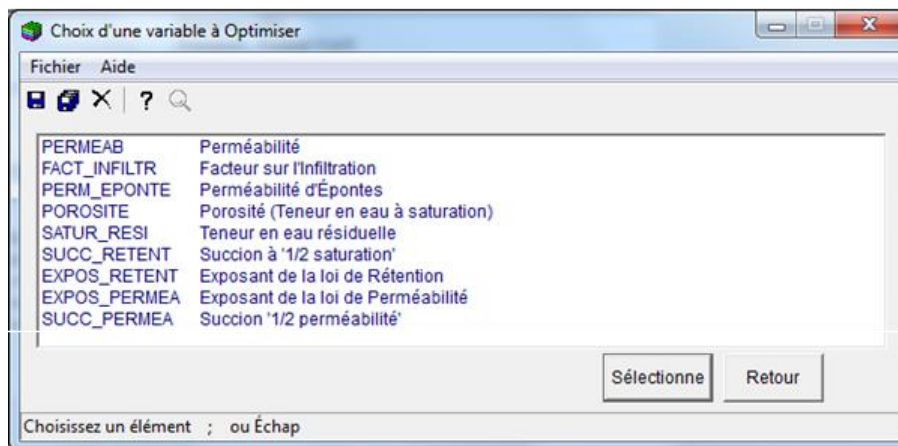 Choix d'une variable à Optimiser
Fichier Aide
?
PERMEAB Perméabilité
FACT_INFILTR Facteur sur l'Infiltration
PERM_EPONTE Perméabilité d'Épontes
POROSITE Porosité (Teneur en eau à saturation)
SATUR_RESI Teneur en eau résiduelle
SUCC_RETENT Succion à '1/2 saturation'
EXPOS_RETENT Exposant de la loi de Rétention
EXPOS_PERMEA Exposant de la loi de Perméabilité
SUCC_PERMEA Succion '1/2 perméabilité'
Sélectionne Retour
Choisissez un élément ; ou Échap